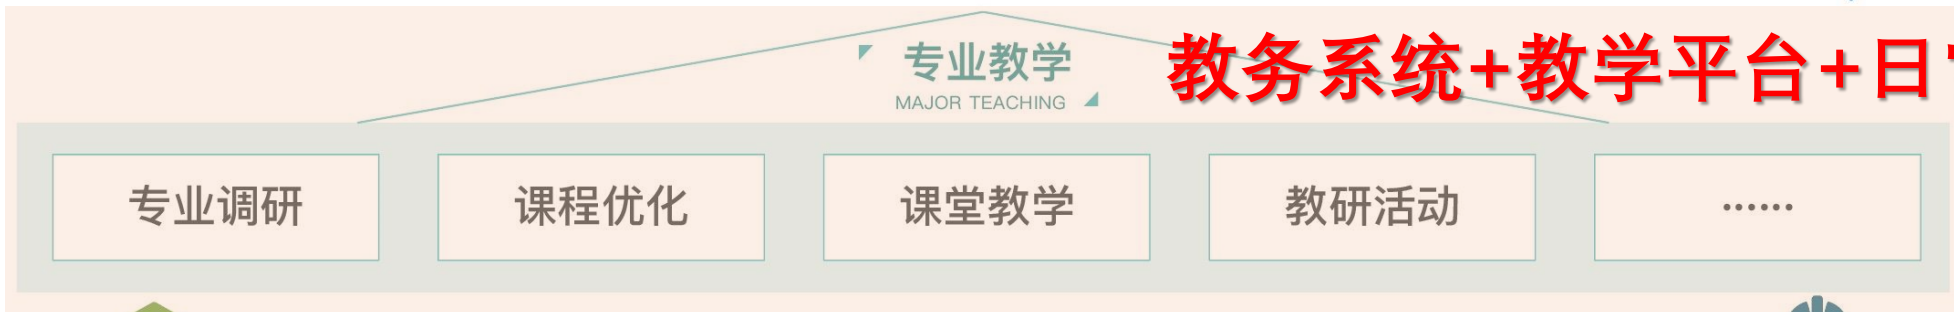 专业教学
MAJOR TEACHING
教务系统+教学平台+日
专业调研
课程优化
课堂教学
教研活动
……